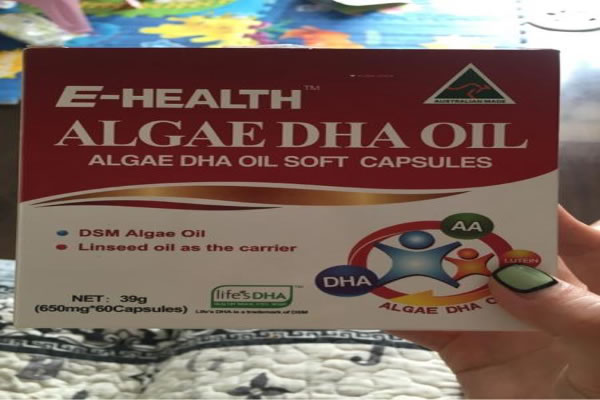 E-HEALTH™
AUSTRALIAN MADE
ALGAE DHA OIL
ALGAE DHA OIL SOFT CAPSULES
DSM Algae Oil
Linseed oil as the carrier
AA
LUTEIN
DHA
ALGAE DHA
NET: 39g
(650mg*60Capsules)
life'sDHA™
Life's DHA is a trademark of DSM